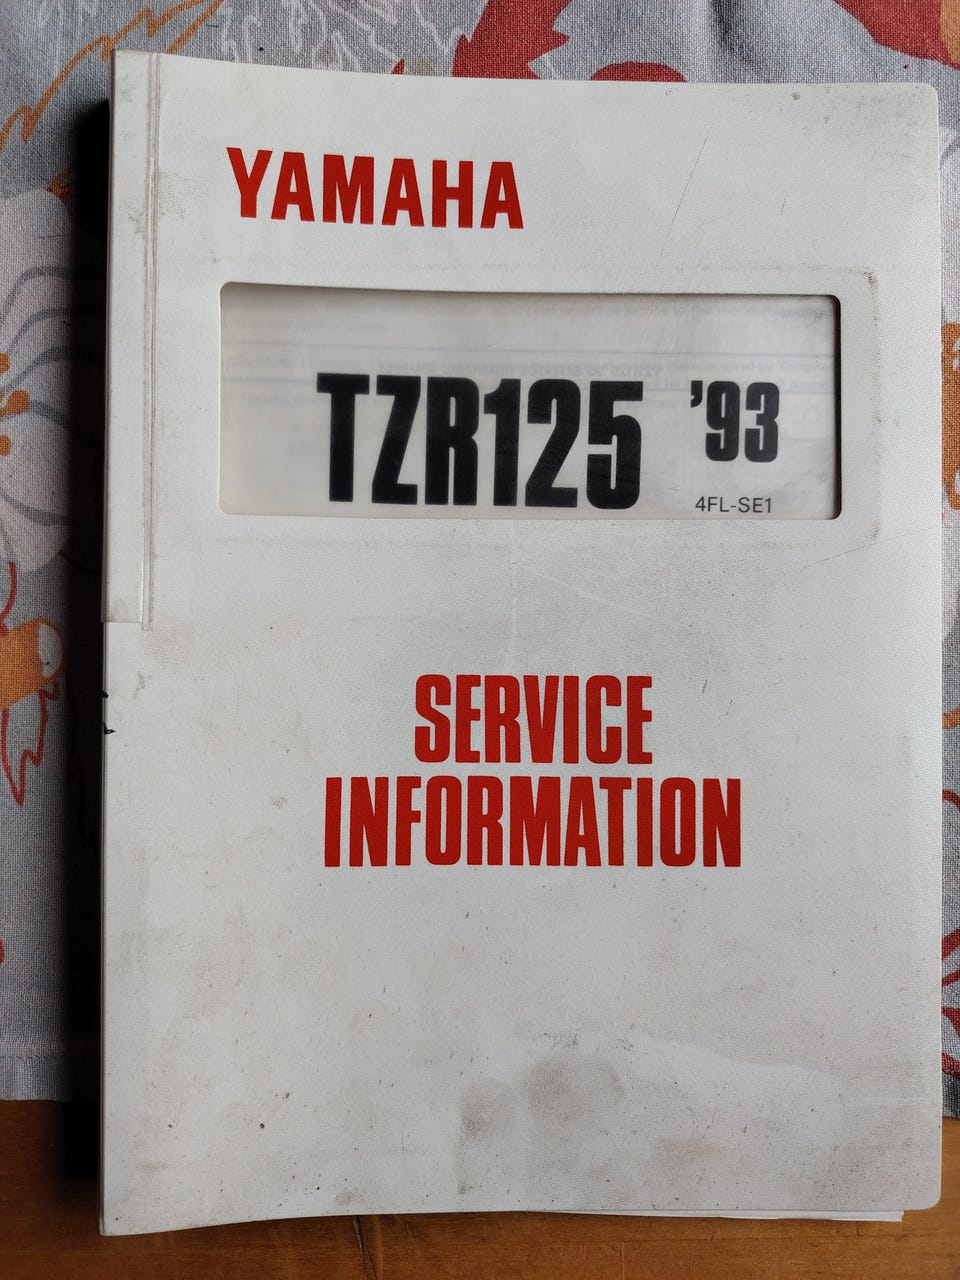 YAMAHA
TZR125 '93
4FL-SE1
SERVICE
INFORMATION